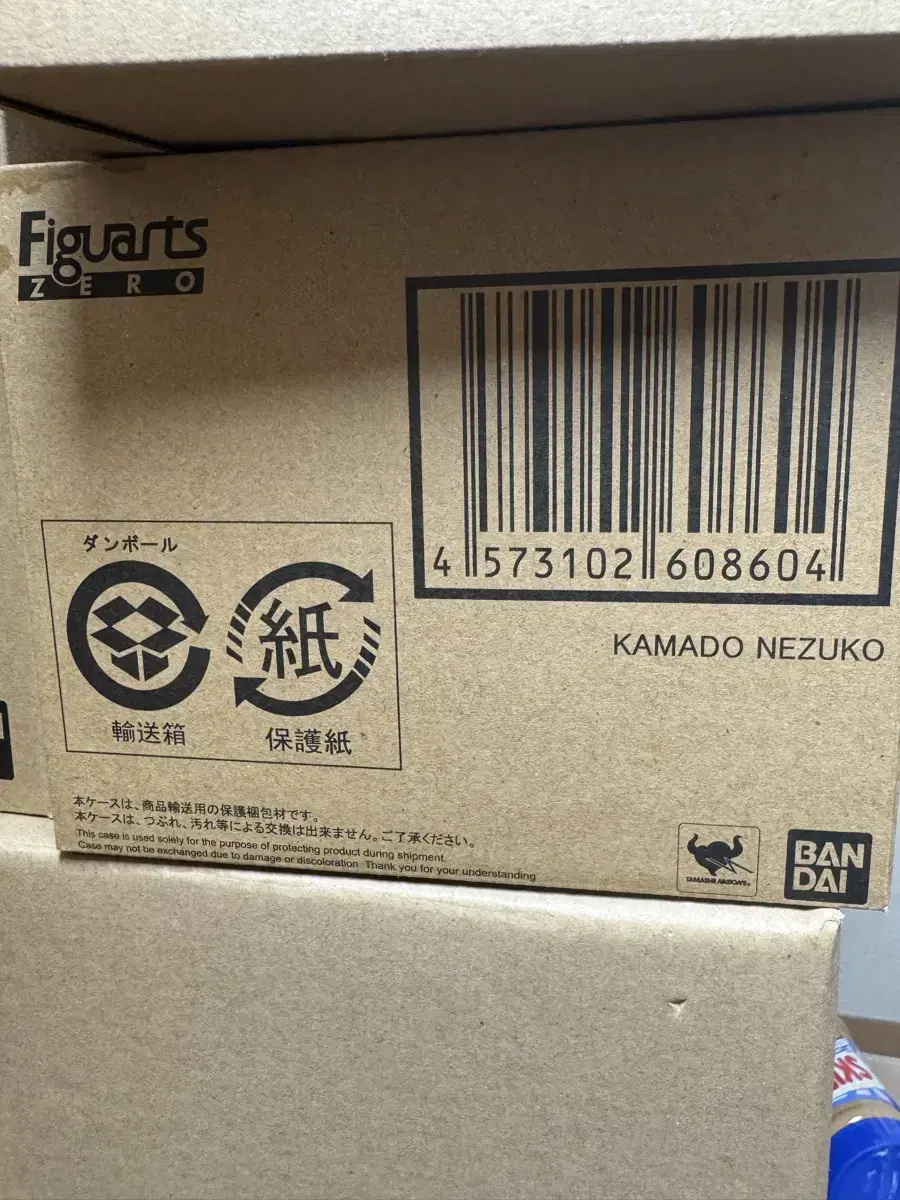 Figuarts
ZERO
4 573102 608604
KAMADO NEZUKO
ダンボール
紙
輸送箱
保護紙
本ケースは、商品輸送用の保護梱包材です。
本ケースは、つぶれ、汚れ等による交換は出来ません。ご了承ください。
This case is used solely for the purpose of protecting product during shipment.
Case may not be exchanged due to damage or discoloration. Thank you for your understanding
TAMASHII NATIONS
BAN
DAI